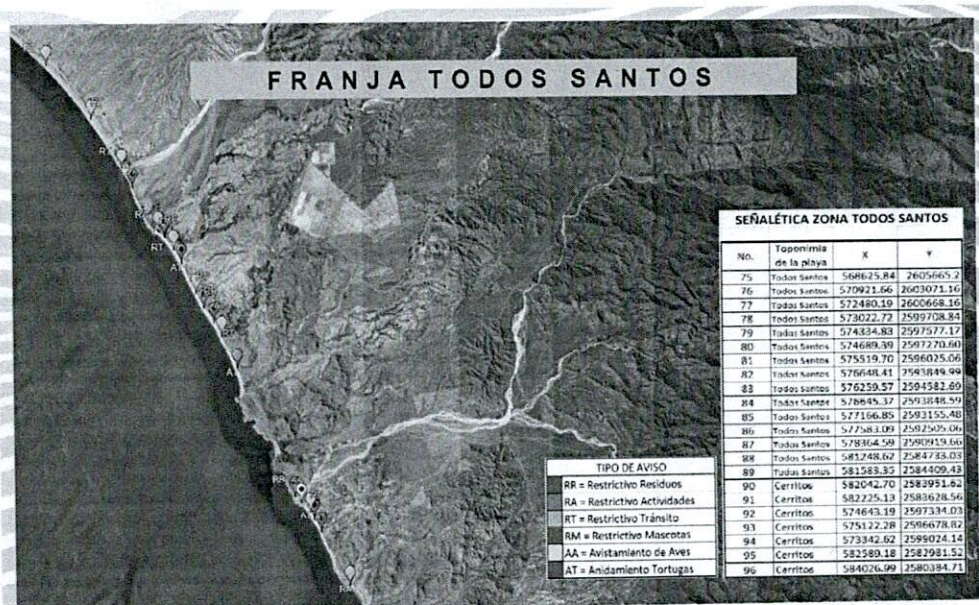 FRANJA TODOS SANTOS
SEÑALÉTICA ZONA TODOS SANTOS
No. Toponimia de la playa X Y
75 Todos Santos 568625.84 2605665.2
76 Todos Santos 570921.66 2603071.16
77 Todos Santos 572480.19 2600668.16
78 Todos Santos 573022.72 2599708.84
79 Todos Santos 574334.83 2597577.17
80 Todos Santos 574689.39 2597270.60
81 Todos Santos 575519.70 2596025.06
82 Todos Santos 576648.41 2593849.99
83 Todos Santos 576259.57 2594582.69
84 Todos Santos 576645.37 2593848.59
85 Todos Santos 577166.85 2593155.48
86 Todos Santos 577583.09 2592505.06
87 Todos Santos 578364.59 2590919.66
88 Todos Santos 581248.62 2584733.03
89 Todos Santos 581583.35 2584409.43
90 Cerritos 582042.70 2583951.62
91 Cerritos 582225.13 2583628.56
92 Cerritos 574643.19 2597334.03
93 Cerritos 575122.28 2596678.82
94 Cerritos 573342.62 2599024.14
95 Cerritos 582589.18 2582981.52
96 Cerritos 584026.99 2580384.71
TIPO DE AVISO
RR = Restrictivo Residuos
RA = Restrictivo Actividades
RT = Restrictivo Tránsito
RM = Restrictivo Mascotas
AA = Avistamiento de Aves
AT = Anidamiento Tortugas
RT